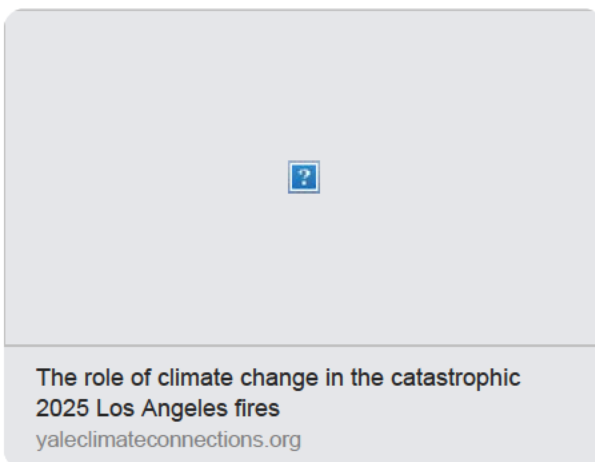 ?
The role of climate change in the catastrophic
2025 Los Angeles fires
yaleclimateconnections.org